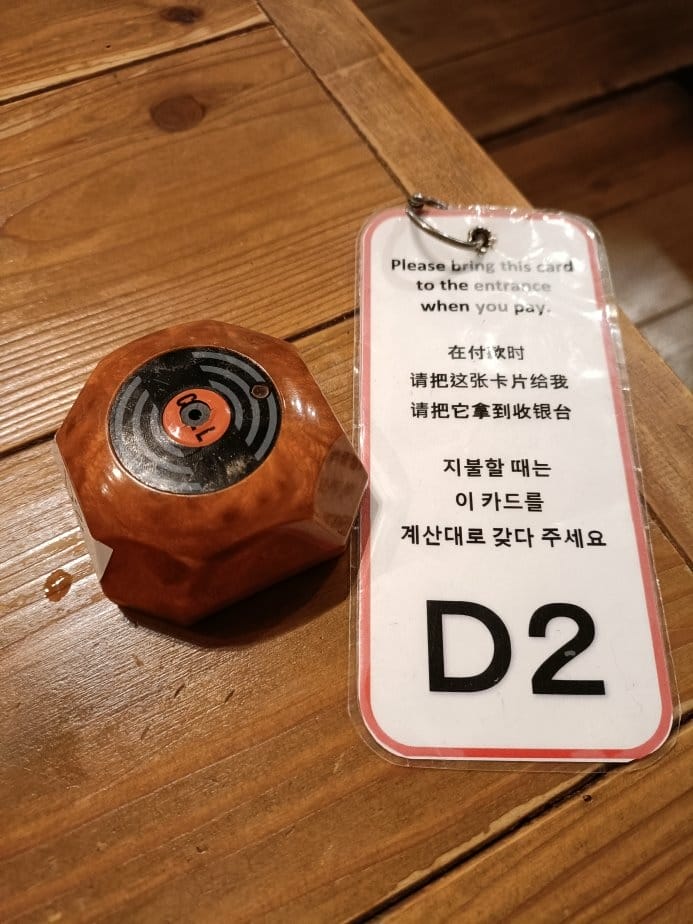 Please bring this card
to the entrance
when you pay.
在付款时
请把这张卡片给我
请把它拿到收银台
지불할 때는
이 카드를
계산대로 갖다 주세요
D2